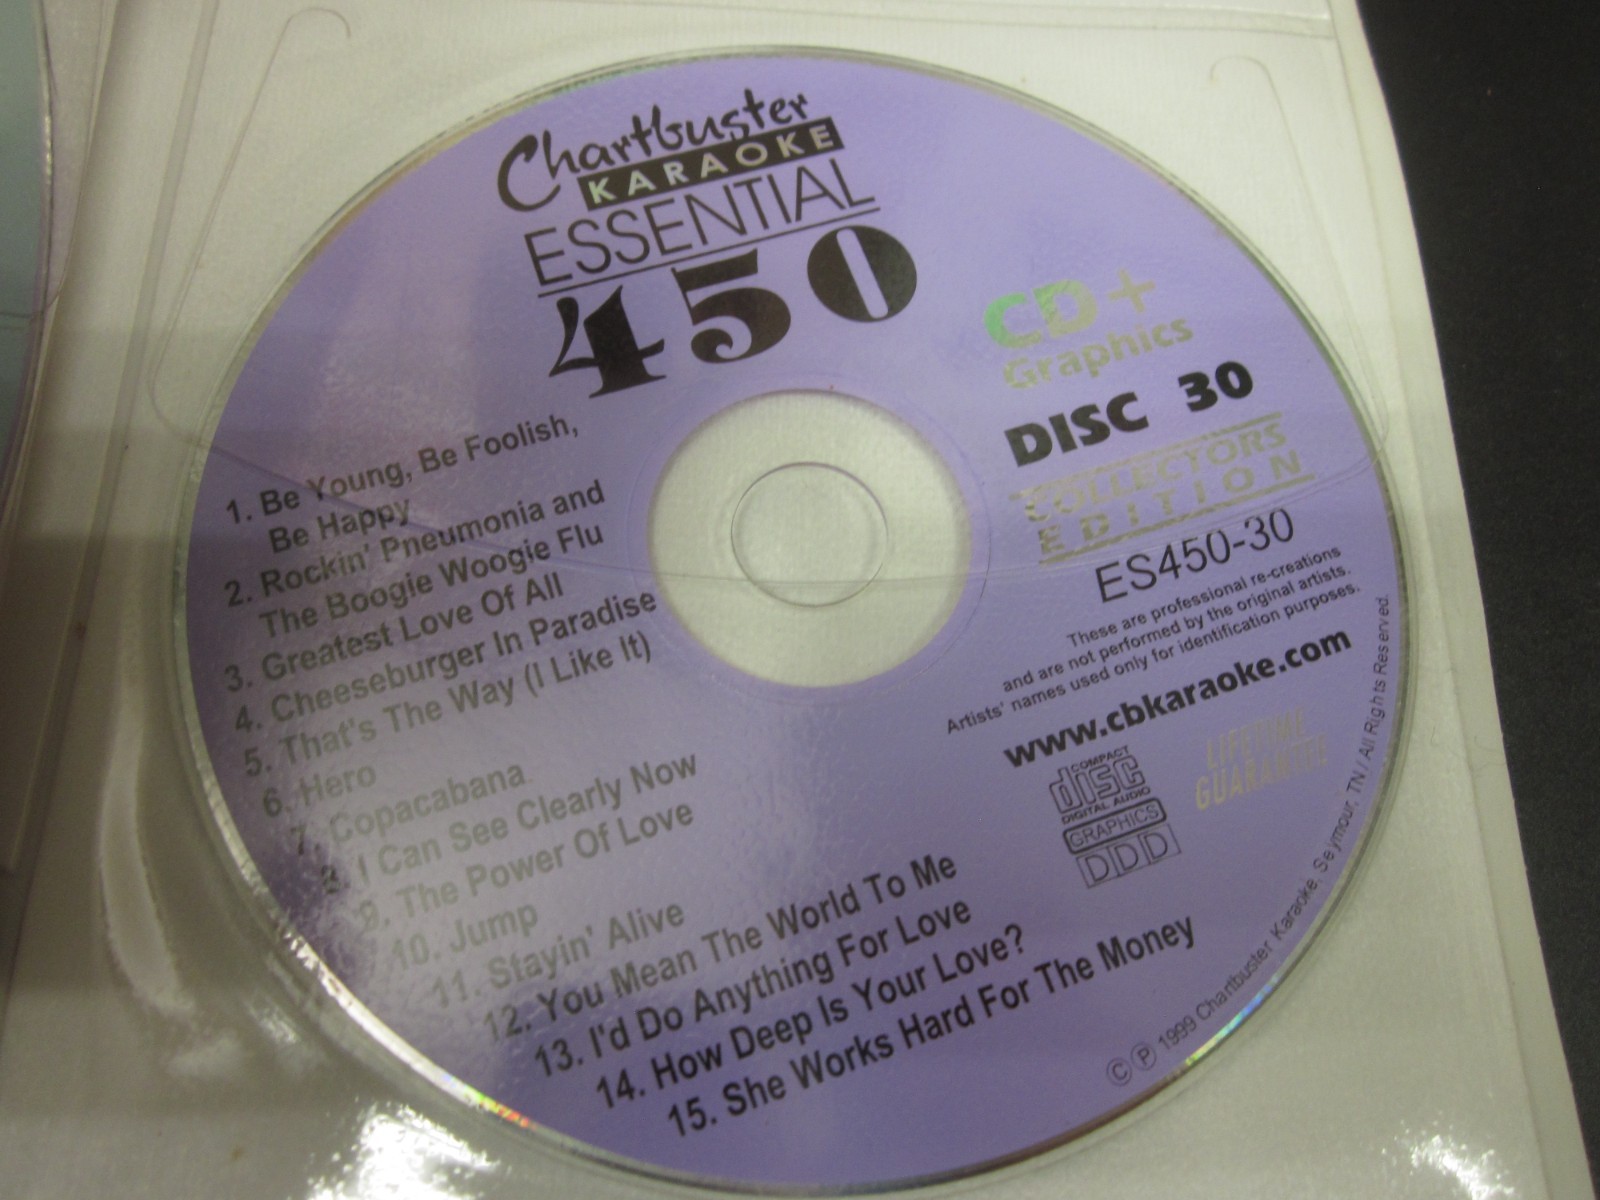 Chartbuster
KARAOKE
ESSENTIAL
450
CD+
Graphics
DISC 30
COLLECTORS
EDITION
ES450-30
These are professional re-creations
and are not performed by the original artists.
Artists' names used only for identification purposes.
www.cbkaraoke.com
COMPACT
disc
DIGITAL AUDIO
GRAPHICS
DDD
LIFETIME
GUARANTEE
1. Be Young, Be Foolish,
Be Happy
2. Rockin' Pneumonia and
The Boogie Woogie Flu
3. Greatest Love Of All
4. Cheeseburger In Paradise
5. That's The Way (I Like It)
6. Hero
7. Copacabana
8. I Can See Clearly Now
9. The Power Of Love
10. Jump
11. Stayin' Alive
12. You Mean The World To Me
13. I'd Do Anything For Love
14. How Deep Is Your Love?
15. She Works Hard For The Money
© ℗ 1999 Chartbuster Karaoke, Seymour, TN / All Rights Reserved.